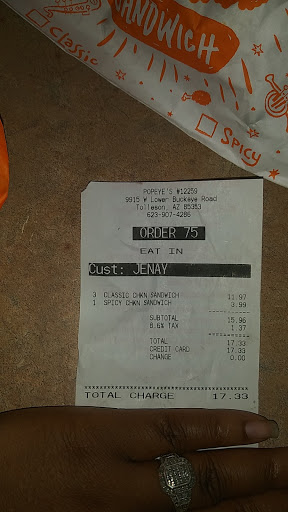 SANDWICH
Classic
SPICY
POPEYE'S #12259
9915 W Lower Buckeye Road
Tolleson, AZ 85353
623-907-4286
ORDER 75
EAT IN
Cust: JENAY
3 CLASSIC CHKN SANDWICH 11.97
1 SPICY CHKN SANDWICH 3.99
SUBTOTAL 15.96
8.6% TAX 1.37
TOTAL 17.33
CREDIT CARD 17.33
CHANGE 0.00
TOTAL CHARGE 17.33